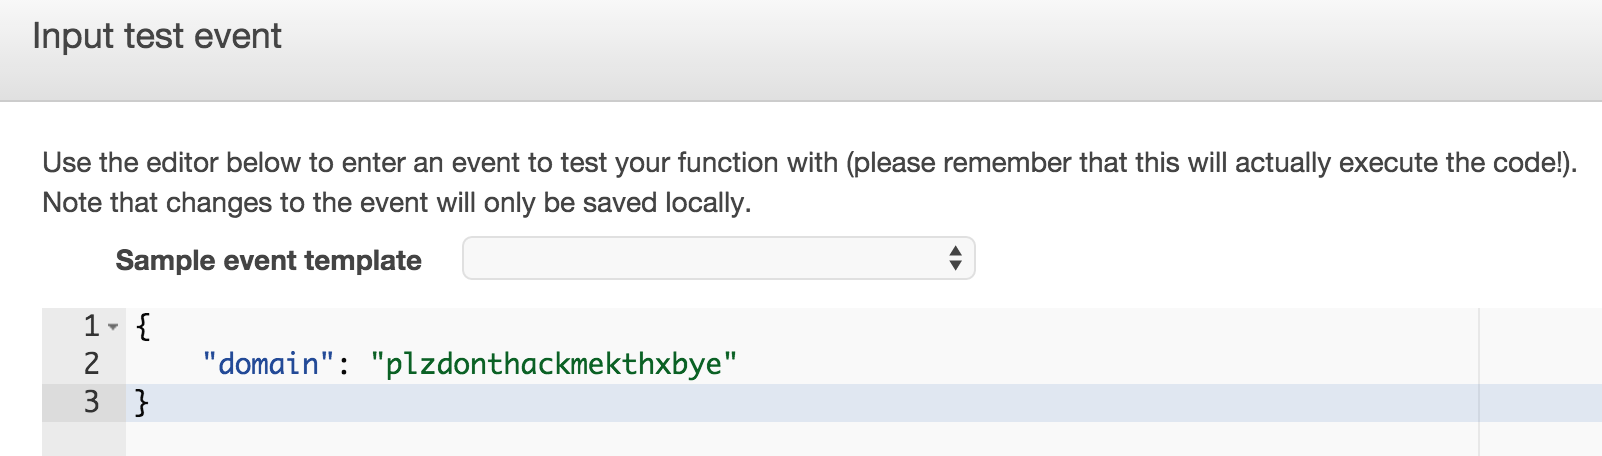 Input test event
Use the editor below to enter an event to test your function with (please remember that this will actually execute the code!).
Note that changes to the event will only be saved locally.
Sample event template
1 {
2 "domain": "plzdonthackmekthxbye"
3 }